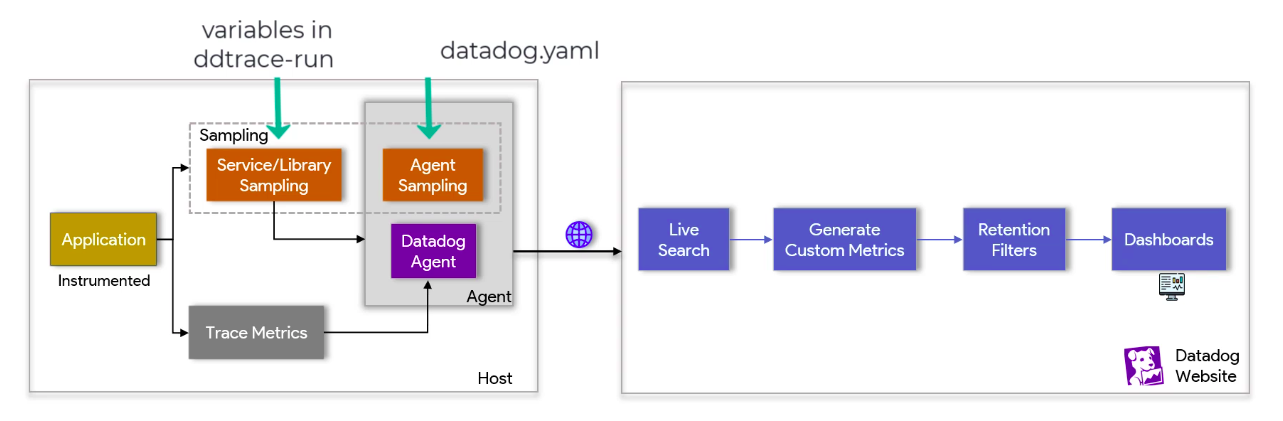 variables in
ddtrace-run
datadog.yaml
Sampling
Service/Library
Sampling
Agent
Sampling
Application
Instrumented
Datadog
Agent
Agent
Trace Metrics
Host
Live
Search
Generate
Custom Metrics
Retention
Filters
Dashboards
Datadog
Website